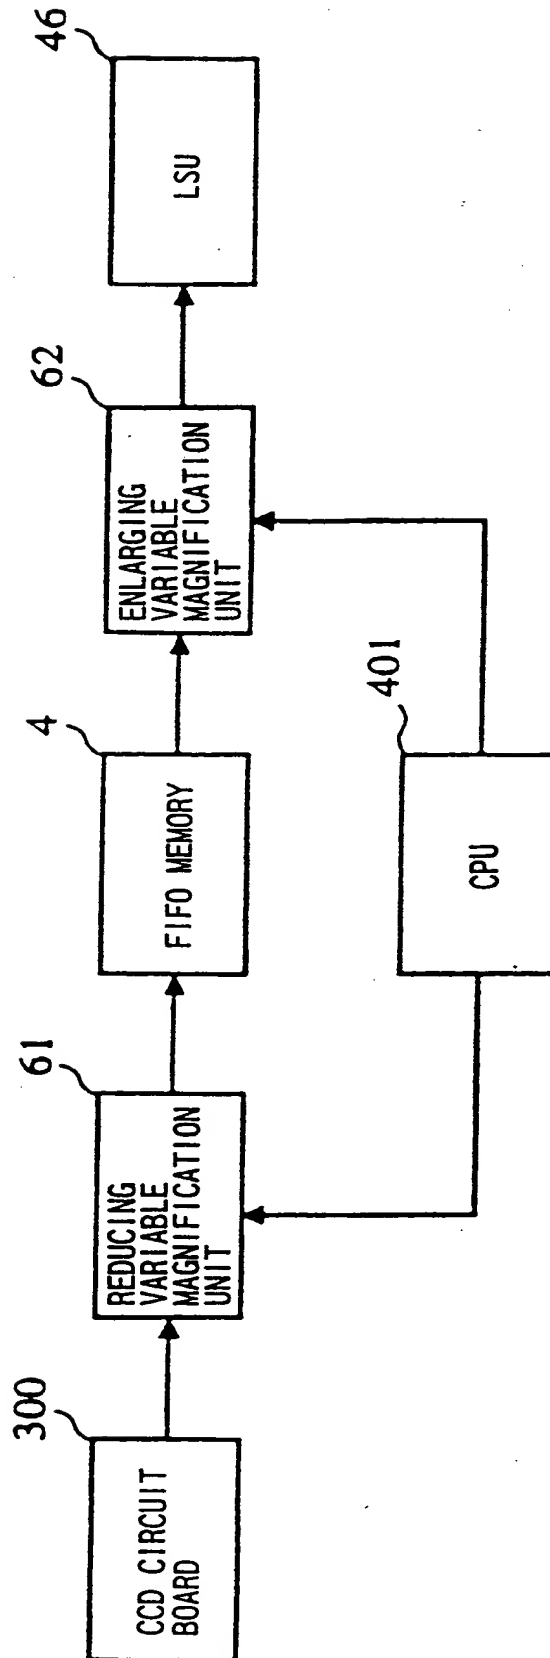 300
CCD CIRCUIT
BOARD
61
REDUCING
VARIABLE
MAGNIFICATION
UNIT
4
FIFO MEMORY
62
ENLARGING
VARIABLE
MAGNIFICATION
UNIT
46
LSU
401
CPU